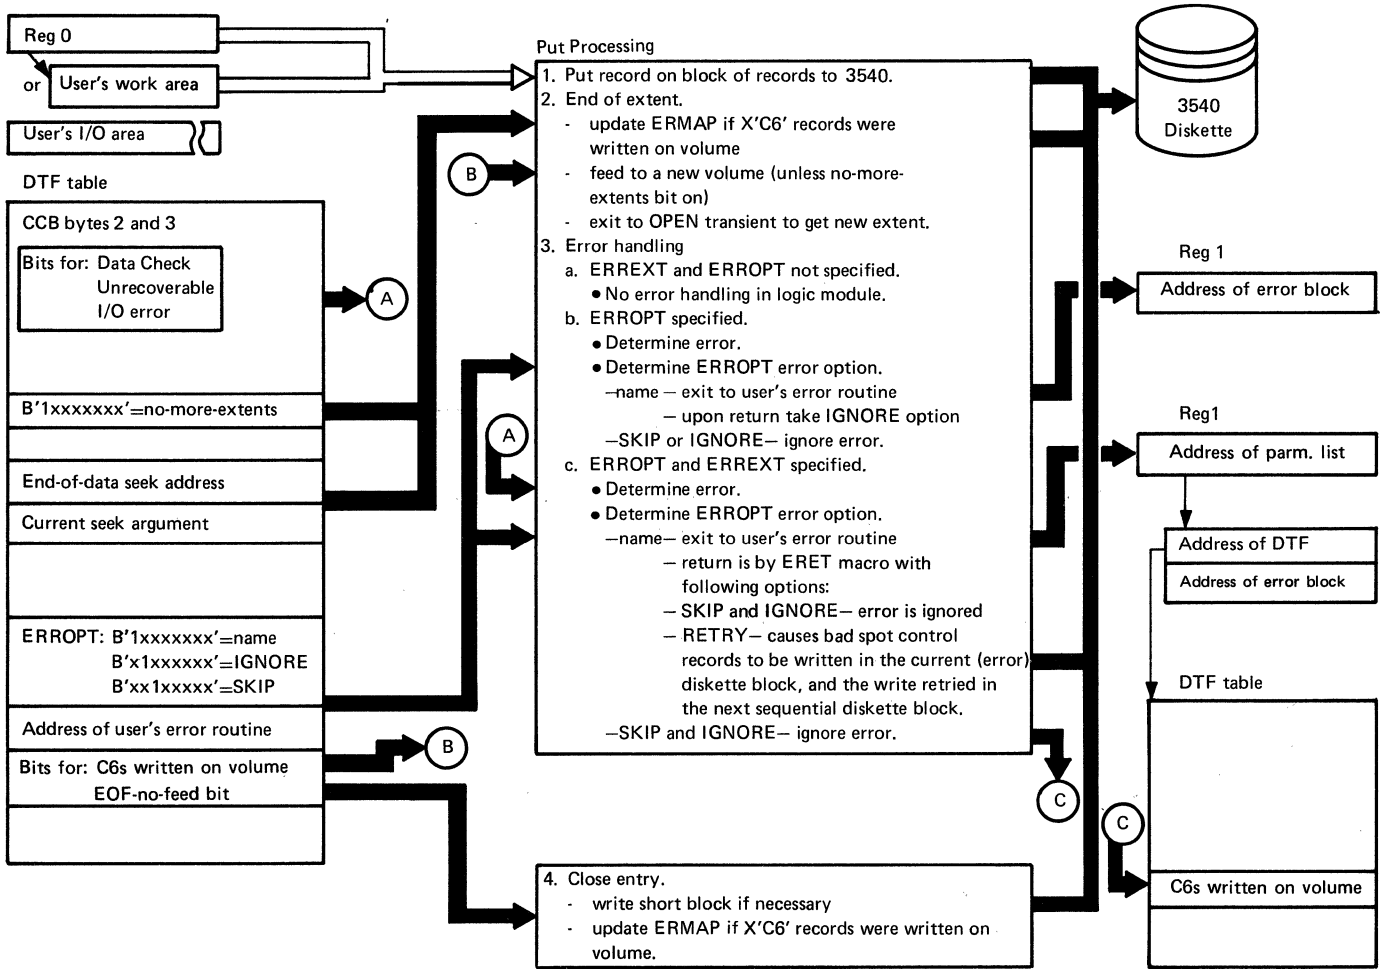 Reg 0
or
User's work area
User's I/O area
DTF table
CCB bytes 2 and 3
Bits for: Data Check
Unrecoverable
I/O error
A
B'1xxxxxxx'=no-more-extents
End-of-data seek address
Current seek argument
ERROPT: B'1xxxxxxx'=name
B'x1xxxxxx'=IGNORE
B'xx1xxxxx'=SKIP
Address of user's error routine
Bits for: C6s written on volume
EOF-no-feed bit
B
B
A
Put Processing
1. Put record on block of records to 3540.
2. End of extent.
- update ERMAP if X'C6' records were
written on volume
- feed to a new volume (unless no-more-
extents bit on)
- exit to OPEN transient to get new extent.
3. Error handling
a. ERREXT and ERROPT not specified.
• No error handling in logic module.
b. ERROPT specified.
• Determine error.
• Determine ERROPT error option.
—name — exit to user's error routine
— upon return take IGNORE option
—SKIP or IGNORE— ignore error.
c. ERROPT and ERREXT specified.
• Determine error.
• Determine ERROPT error option.
—name— exit to user's error routine
— return is by ERET macro with
following options:
— SKIP and IGNORE— error is ignored
— RETRY— causes bad spot control
records to be written in the current (error)
diskette block, and the write retried in
the next sequential diskette block.
—SKIP and IGNORE— ignore error.
4. Close entry.
- write short block if necessary
- update ERMAP if X'C6' records were written on
volume.
3540
Diskette
Reg 1
Address of error block
Reg1
Address of parm. list
Address of DTF
Address of error block
DTF table
C
C
C6s written on volume